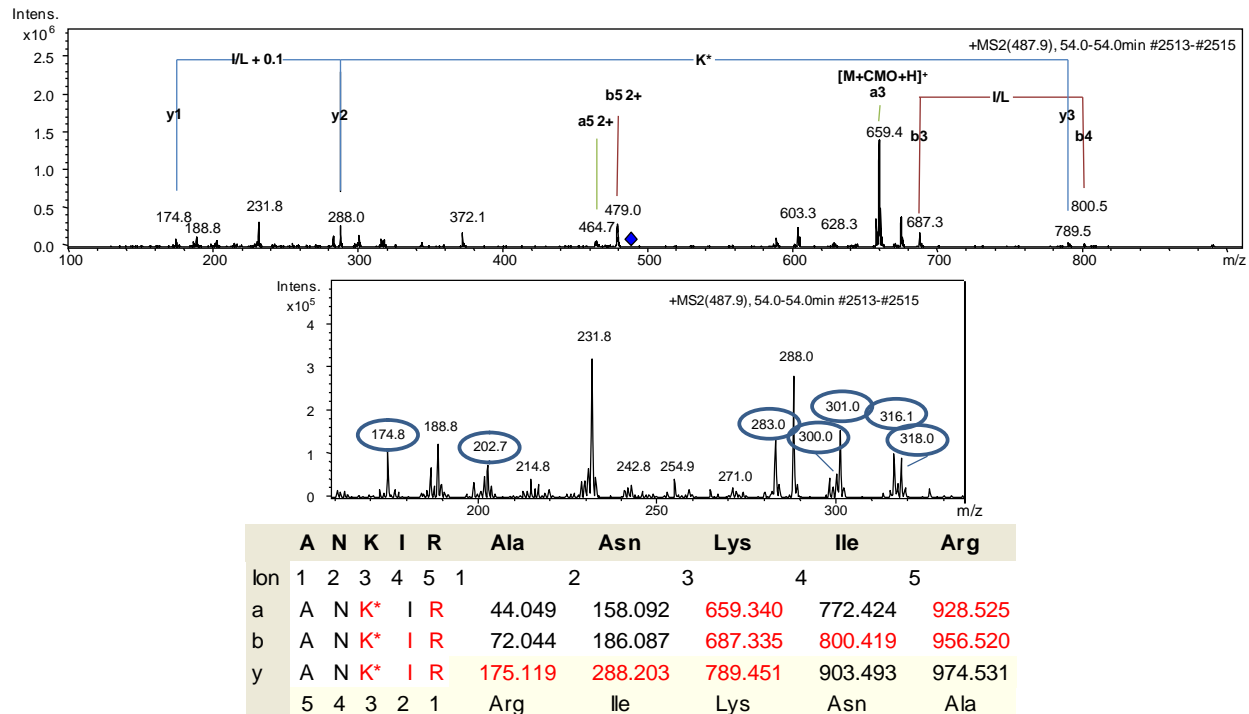 Intens.
x10⁶
+MS2(487.9), 54.0-54.0min #2513-#2515
I/L + 0.1
K*
[M+CMO+H]⁺
a3
I/L
b5 2+
a5 2+
y1
y2
y3
b3
b4
2.5
2.0
1.5
1.0
0.5
0.0
174.8
188.8
231.8
288.0
372.1
464.7
479.0
603.3
628.3
659.4
687.3
789.5
800.5
100 200 300 400 500 600 700 800 m/z
Intens.
x10⁵
+MS2(487.9), 54.0-54.0min #2513-#2515
4
3
2
1
0
174.8
188.8
202.7
214.8
231.8
242.8
254.9
271.0
283.0
288.0
300.0
301.0
316.1
318.0
200 250 300 m/z
A N K I R Ala Asn Lys Ile Arg
Ion 1 2 3 4 5 1 2 3 4 5
a A N K* I R 44.049 158.092 659.340 772.424 928.525
b A N K* I R 72.044 186.087 687.335 800.419 956.520
y A N K* I R 175.119 288.203 789.451 903.493 974.531
5 4 3 2 1 Arg Ile Lys Asn Ala